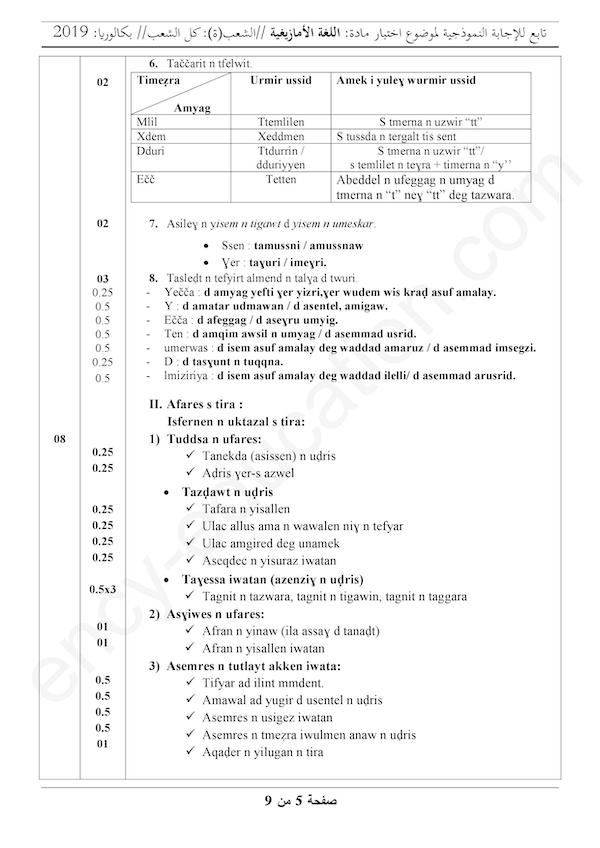 تابع للإجابة النموذجية لموضوع اختبار مادة: اللغة الأمازيغية //الشعب(ة): كل الشعب// بكالوريا: 2019
6. Taččarit n tfelwit.
02
Timeẓra Urmir ussid Amek i yuleɣ wurmir ussid
Amyag
Mlil Ttemlilen S tmerna n uzwir “tt”
Xdem Xeddmen S tussda n tergalt tis sent
Dduri Ttdurrin / S tmerna n uzwir “tt”/
dduriyyen s temlilet n teɣra + timerna n “y’’
Ečč Tetten Abeddel n ufeggag n umyag d
tmerna n “t” neɣ “tt” deg tazwara.
02 7. Asileɣ n yisem n tigawt d yisem n umeskar.
• Ssen : tamussni / amussnaw
• Ɣer : taɣuri / imeɣri.
03 8. Tasleḍt n tefyirt almend n talɣa d twuri.
0.25 - Yečča : d amyag yefti ɣer yizri,ɣer wudem wis kraḍ asuf amalay.
0.5 - Y : d amatar udmawan / d asentel, amigaw.
0.5 - Ečča : d afeggag / d aseɣru umyig.
0.5 - Ten : d amqim awsil n umyag / d asemmad usrid.
0.5 - umerwas : d isem asuf amalay deg waddad amaruz / d asemmad imsegzi.
0.25 - D : d tasɣunt n tuqqna.
0.5 - lmiziriya : d isem asuf amalay deg waddad ilelli/ d asemmad arusrid.
II. Afares s tira :
Isfernen n uktazal s tira:
08 1) Tuddsa n ufares:
0.25 ✓ Tanekda (asissen) n uḍris
0.25 ✓ Aḍris ɣer-s azwel
• Tazḍawt n uḍris
0.25 ✓ Tafara n yisallen
0.25 ✓ Ulac allus ama n wawalen niɣ n tefyar
0.25 ✓ Ulac amgired deg unamek
0.25 ✓ Aseqdec n yisuraz iwatan
• Taɣessa iwatan (azenziɣ n uḍris)
0.5x3 ✓ Tagnit n tazwara, tagnit n tigawin, tagnit n taggara
2) Asɣiwes n ufares:
01 ✓ Afran n yinaw (ila assaɣ d tanaḍt)
01 ✓ Afran n yisallen iwatan
3) Asemres n tutlayt akken iwata:
0.5 ✓ Tifyar ad ilint mmdent.
0.5 ✓ Amawal ad yugir d usentel n uḍris
0.5 ✓ Asemres n usigez iwatan
0.5 ✓ Asemres n tmeẓra iwulmen anaw n uḍris
01 ✓ Aqaḍer n yilugan n tira
صفحة 5 من 9
ency-education.com